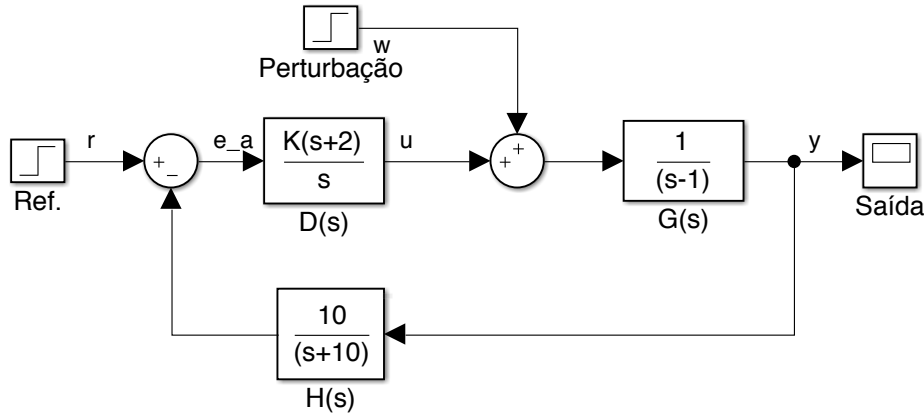 w
Perturbação
r
+
_
e_a
K(s+2)
s
D(s)
u
+
+
1
(s-1)
G(s)
y
Ref.
Saída
10
(s+10)
H(s)